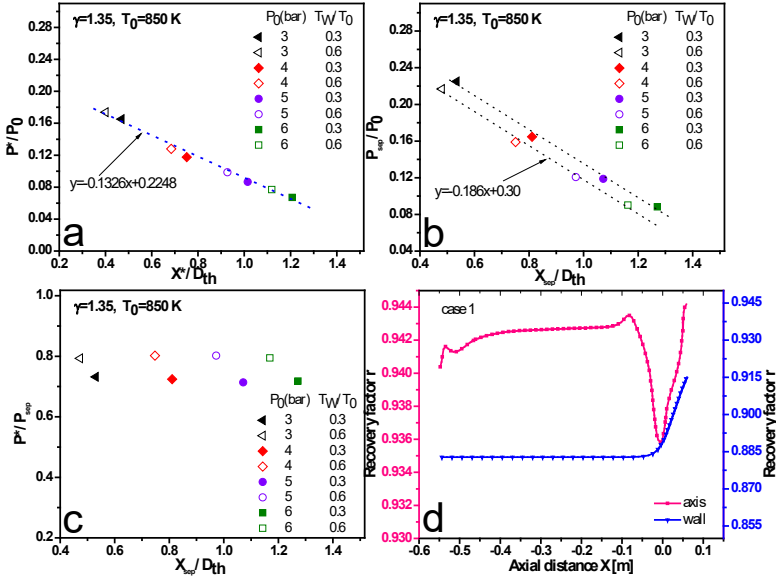 γ=1.35, T0=850 K
P0(bar) TW/T0
3 0.3
3 0.6
4 0.3
4 0.6
5 0.3
5 0.6
6 0.3
6 0.6
y=-0.1326x+0.2248
a
P*/P0
0.28
0.24
0.20
0.16
0.12
0.08
0.04
0.00
0.2 0.4 0.6 0.8 1.0 1.2 1.4
X*/Dth
γ=1.35, T0=850 K
P0(bar) TW/T0
3 0.3
3 0.6
4 0.3
4 0.6
5 0.3
5 0.6
6 0.3
6 0.6
y=-0.186x+0.30
b
Psep/P0
0.28
0.24
0.20
0.16
0.12
0.08
0.04
0.4 0.6 0.8 1.0 1.2 1.4
Xsep/Dth
γ=1.35, T0=850 K
P0(bar) TW/T0
3 0.3
3 0.6
4 0.3
4 0.6
5 0.3
5 0.6
6 0.3
6 0.6
c
P*/Psep
1.0
0.8
0.6
0.4
0.2
0.4 0.6 0.8 1.0 1.2 1.4
Xsep/Dth
case 1
axis
wall
d
Recovery factor r
0.944
0.942
0.940
0.938
0.936
0.934
0.932
0.930
Recovery factor r
0.945
0.930
0.915
0.900
0.885
0.870
0.855
-0.6 -0.5 -0.4 -0.3 -0.2 -0.1 0.0 0.1
Axial distance X [m]